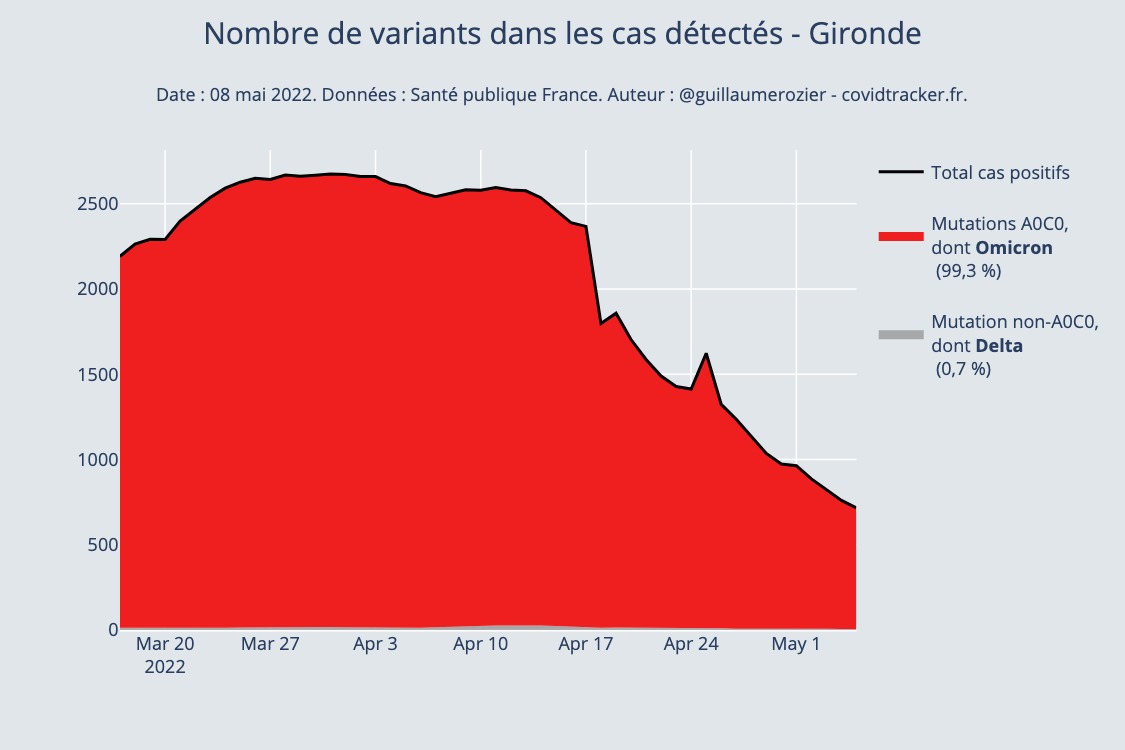 Nombre de variants dans les cas détectés - Gironde
Date : 08 mai 2022. Données : Santé publique France. Auteur : @guillaumerozier - covidtracker.fr.
Total cas positifs
Mutations A0C0,
dont Omicron
(99,3 %)
Mutation non-A0C0,
dont Delta
(0,7 %)
2500
2000
1500
1000
500
0
Mar 20 Mar 27 Apr 3 Apr 10 Apr 17 Apr 24 May 1
2022